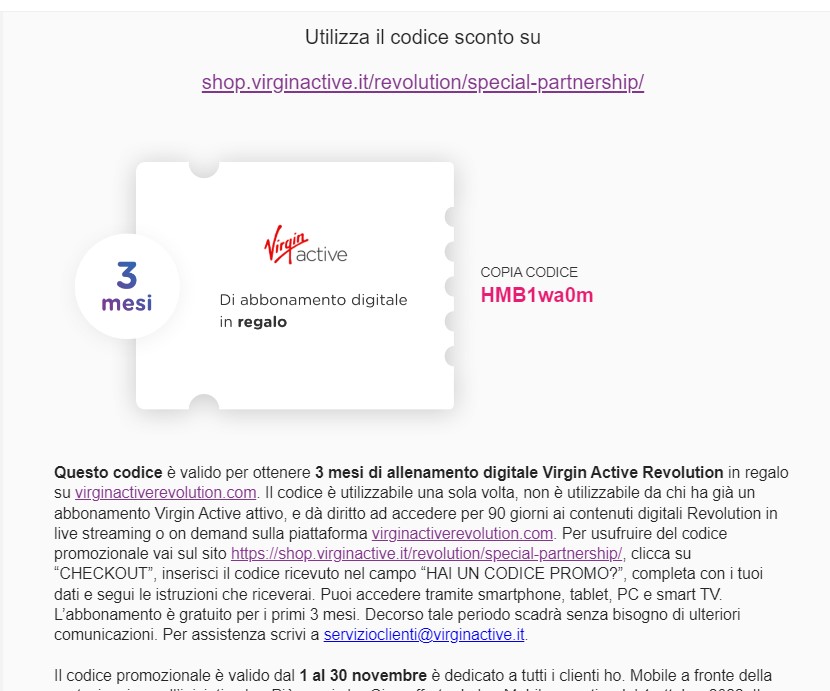 Utilizza il codice sconto su
shop.virginactive.it/revolution/special-partnership/
Virgin active
3
mesi
Di abbonamento digitale
in regalo
COPIA CODICE
HMB1wa0m
Questo codice è valido per ottenere 3 mesi di allenamento digitale Virgin Active Revolution in regalo
su virginactiverevolution.com. Il codice è utilizzabile una sola volta, non è utilizzabile da chi ha già un
abbonamento Virgin Active attivo, e dà diritto ad accedere per 90 giorni ai contenuti digitali Revolution in
live streaming o on demand sulla piattaforma virginactiverevolution.com. Per usufruire del codice
promozionale vai sul sito https://shop.virginactive.it/revolution/special-partnership/, clicca su
“CHECKOUT”, inserisci il codice ricevuto nel campo “HAI UN CODICE PROMO?”, completa con i tuoi
dati e segui le istruzioni che riceverai. Puoi accedere tramite smartphone, tablet, PC e smart TV.
L’abbonamento è gratuito per i primi 3 mesi. Decorso tale periodo scadrà senza bisogno di ulteriori
comunicazioni. Per assistenza scrivi a servizioclienti@virginactive.it.
Il codice promozionale è valido dal 1 al 30 novembre è dedicato a tutti i clienti ho. Mobile a fronte della